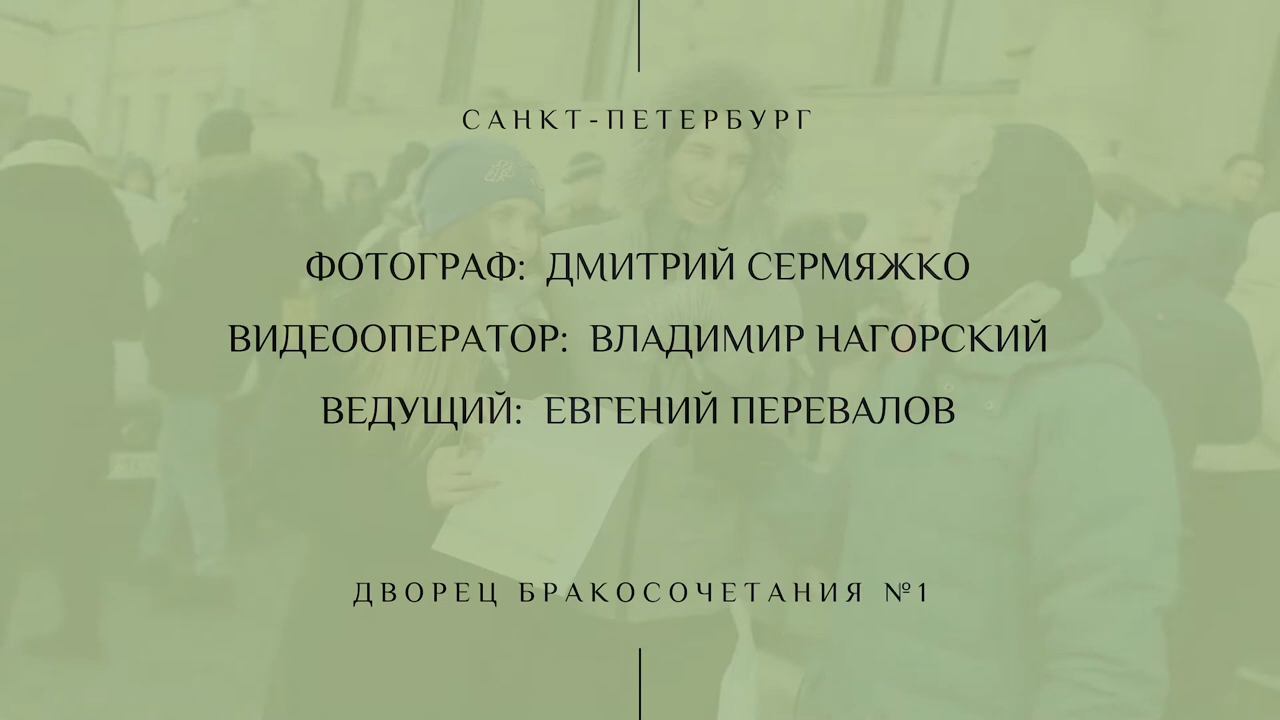 САНКТ-ПЕТЕРБУРГ
ФОТОГРАФ: ДМИТРИЙ СЕРМЯЖКО
ВИДЕООПЕРАТОР: ВЛАДИМИР НАГОРСКИЙ
ВЕДУЩИЙ: ЕВГЕНИЙ ПЕРЕВАЛОВ
ДВОРЕЦ БРАКОСОЧЕТАНИЯ №1